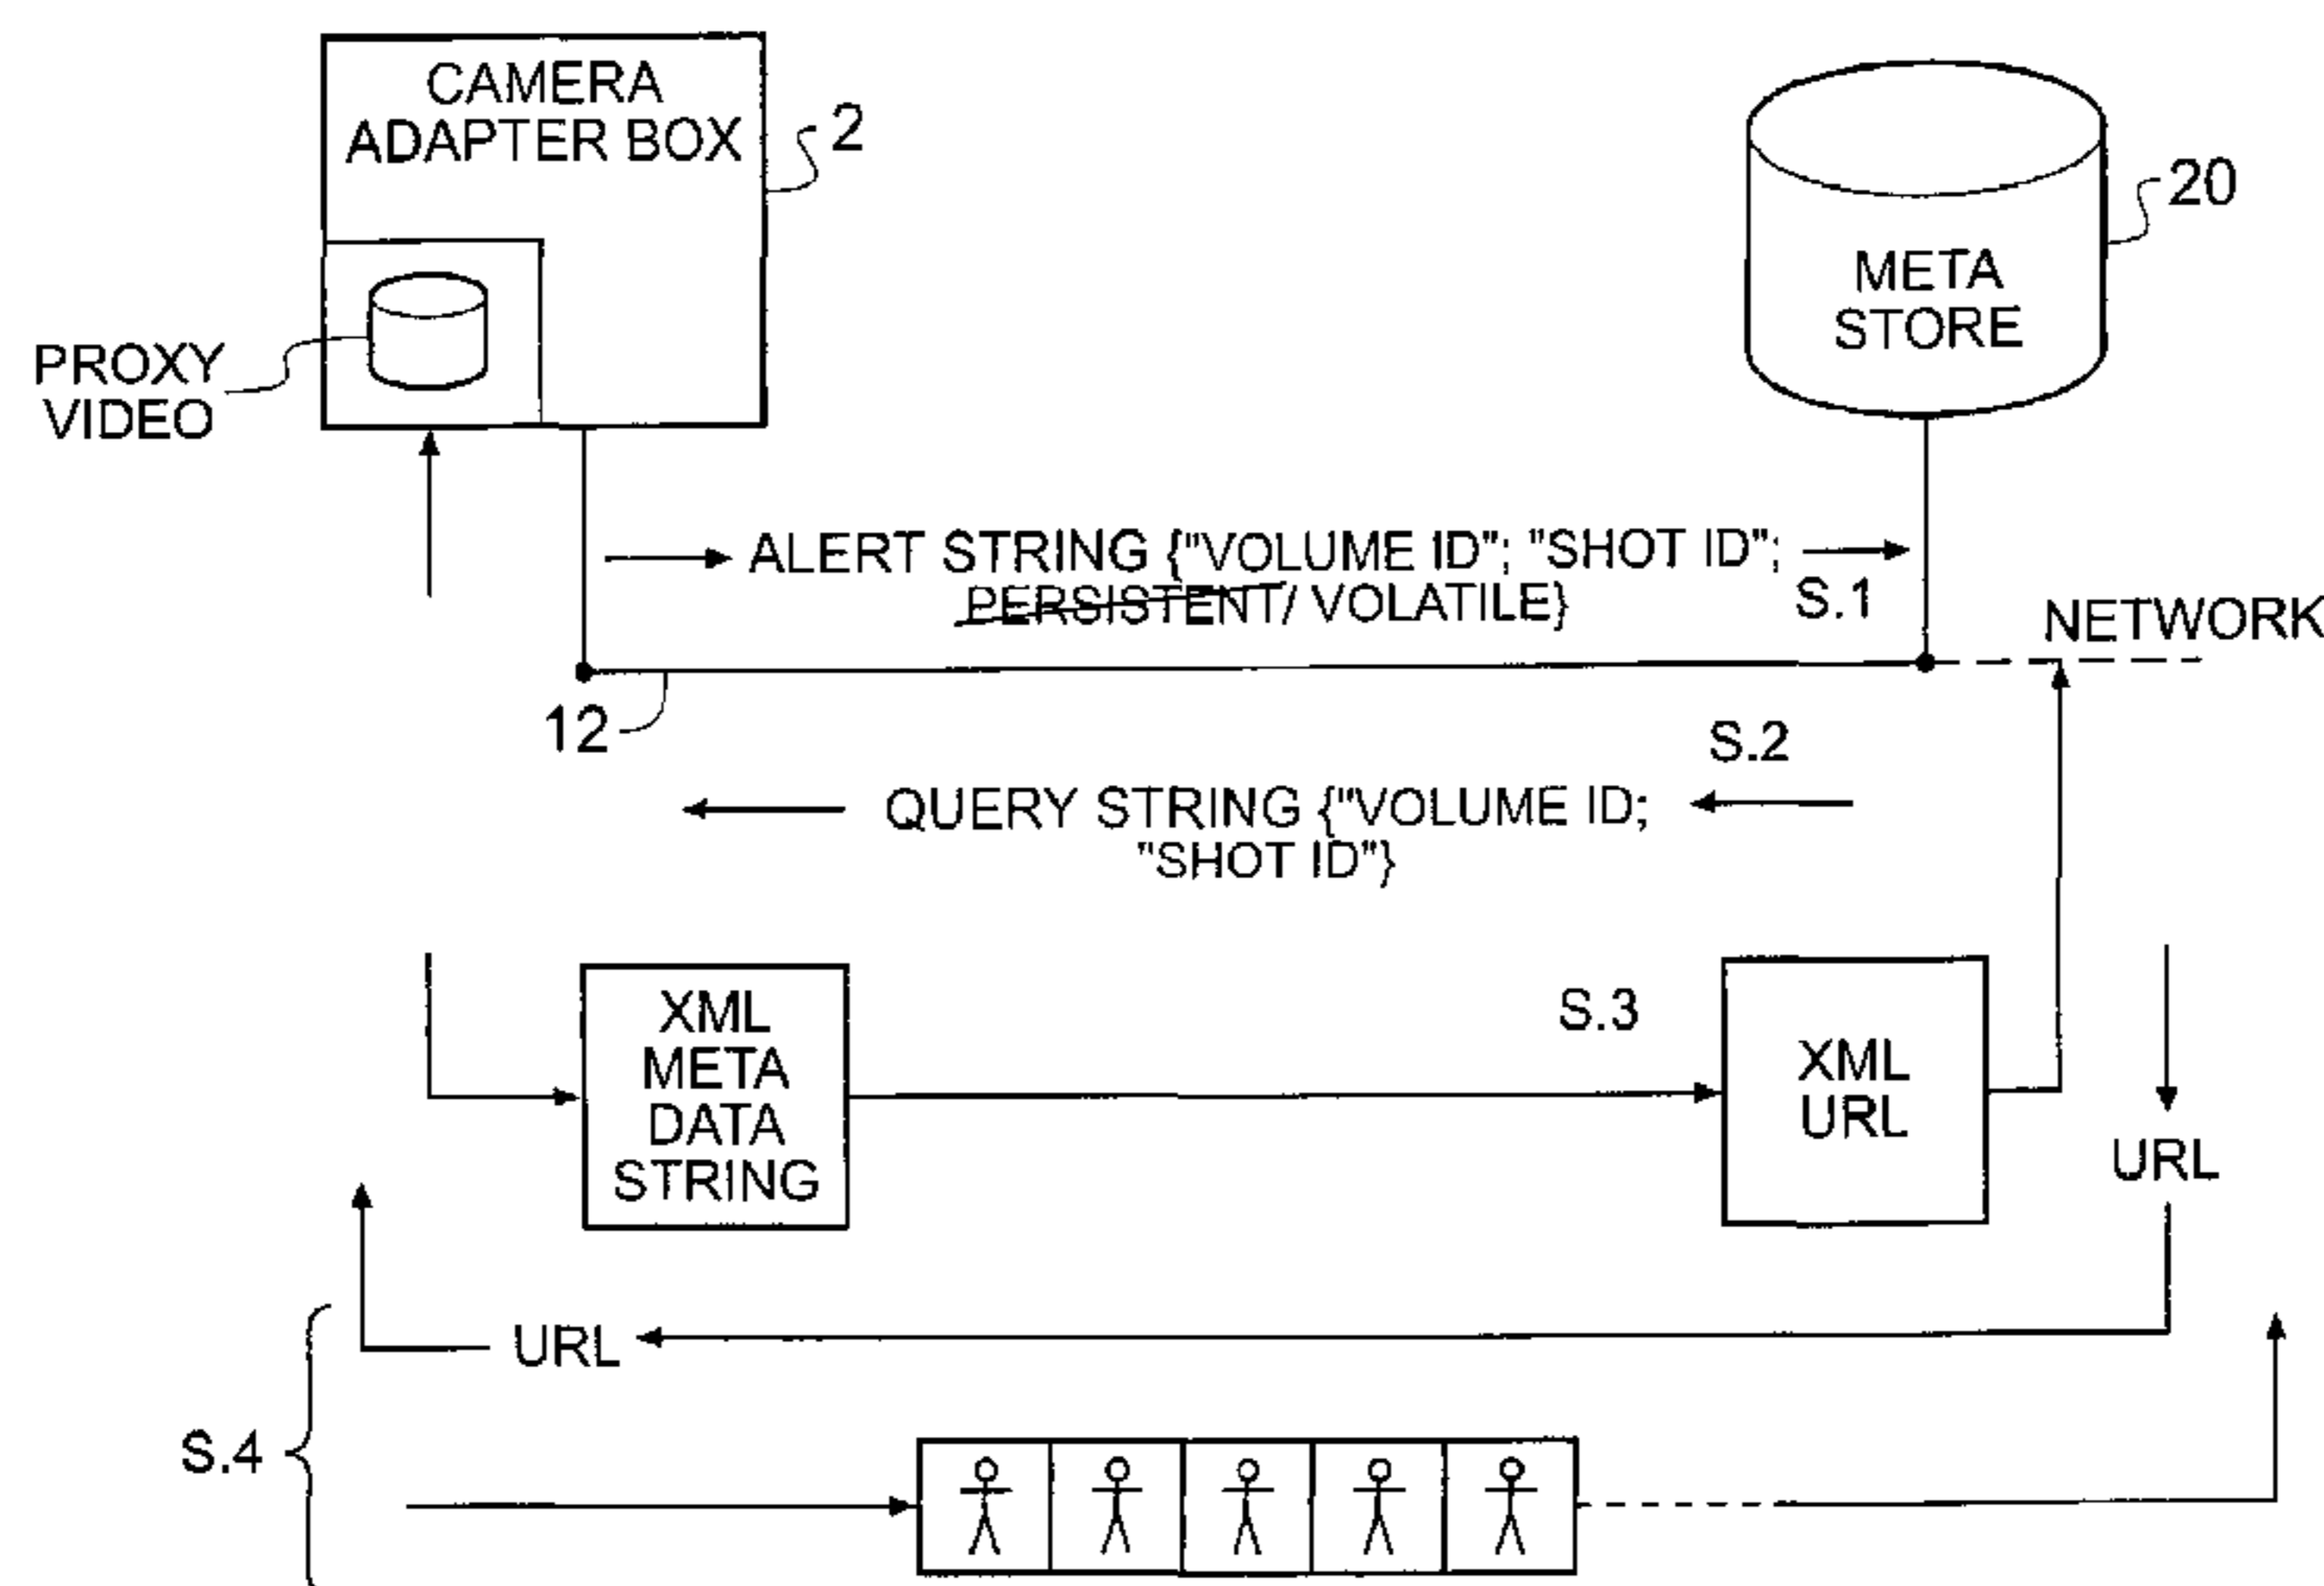 CAMERA
ADAPTER BOX
2
20
META
STORE
PROXY
VIDEO
ALERT STRING {"VOLUME ID"; "SHOT ID";
PERSISTENT/ VOLATILE}
S.1
NETWORK
12
S.2
QUERY STRING {"VOLUME ID;
"SHOT ID"}
XML
META
DATA
STRING
S.3
XML
URL
URL
URL
S.4